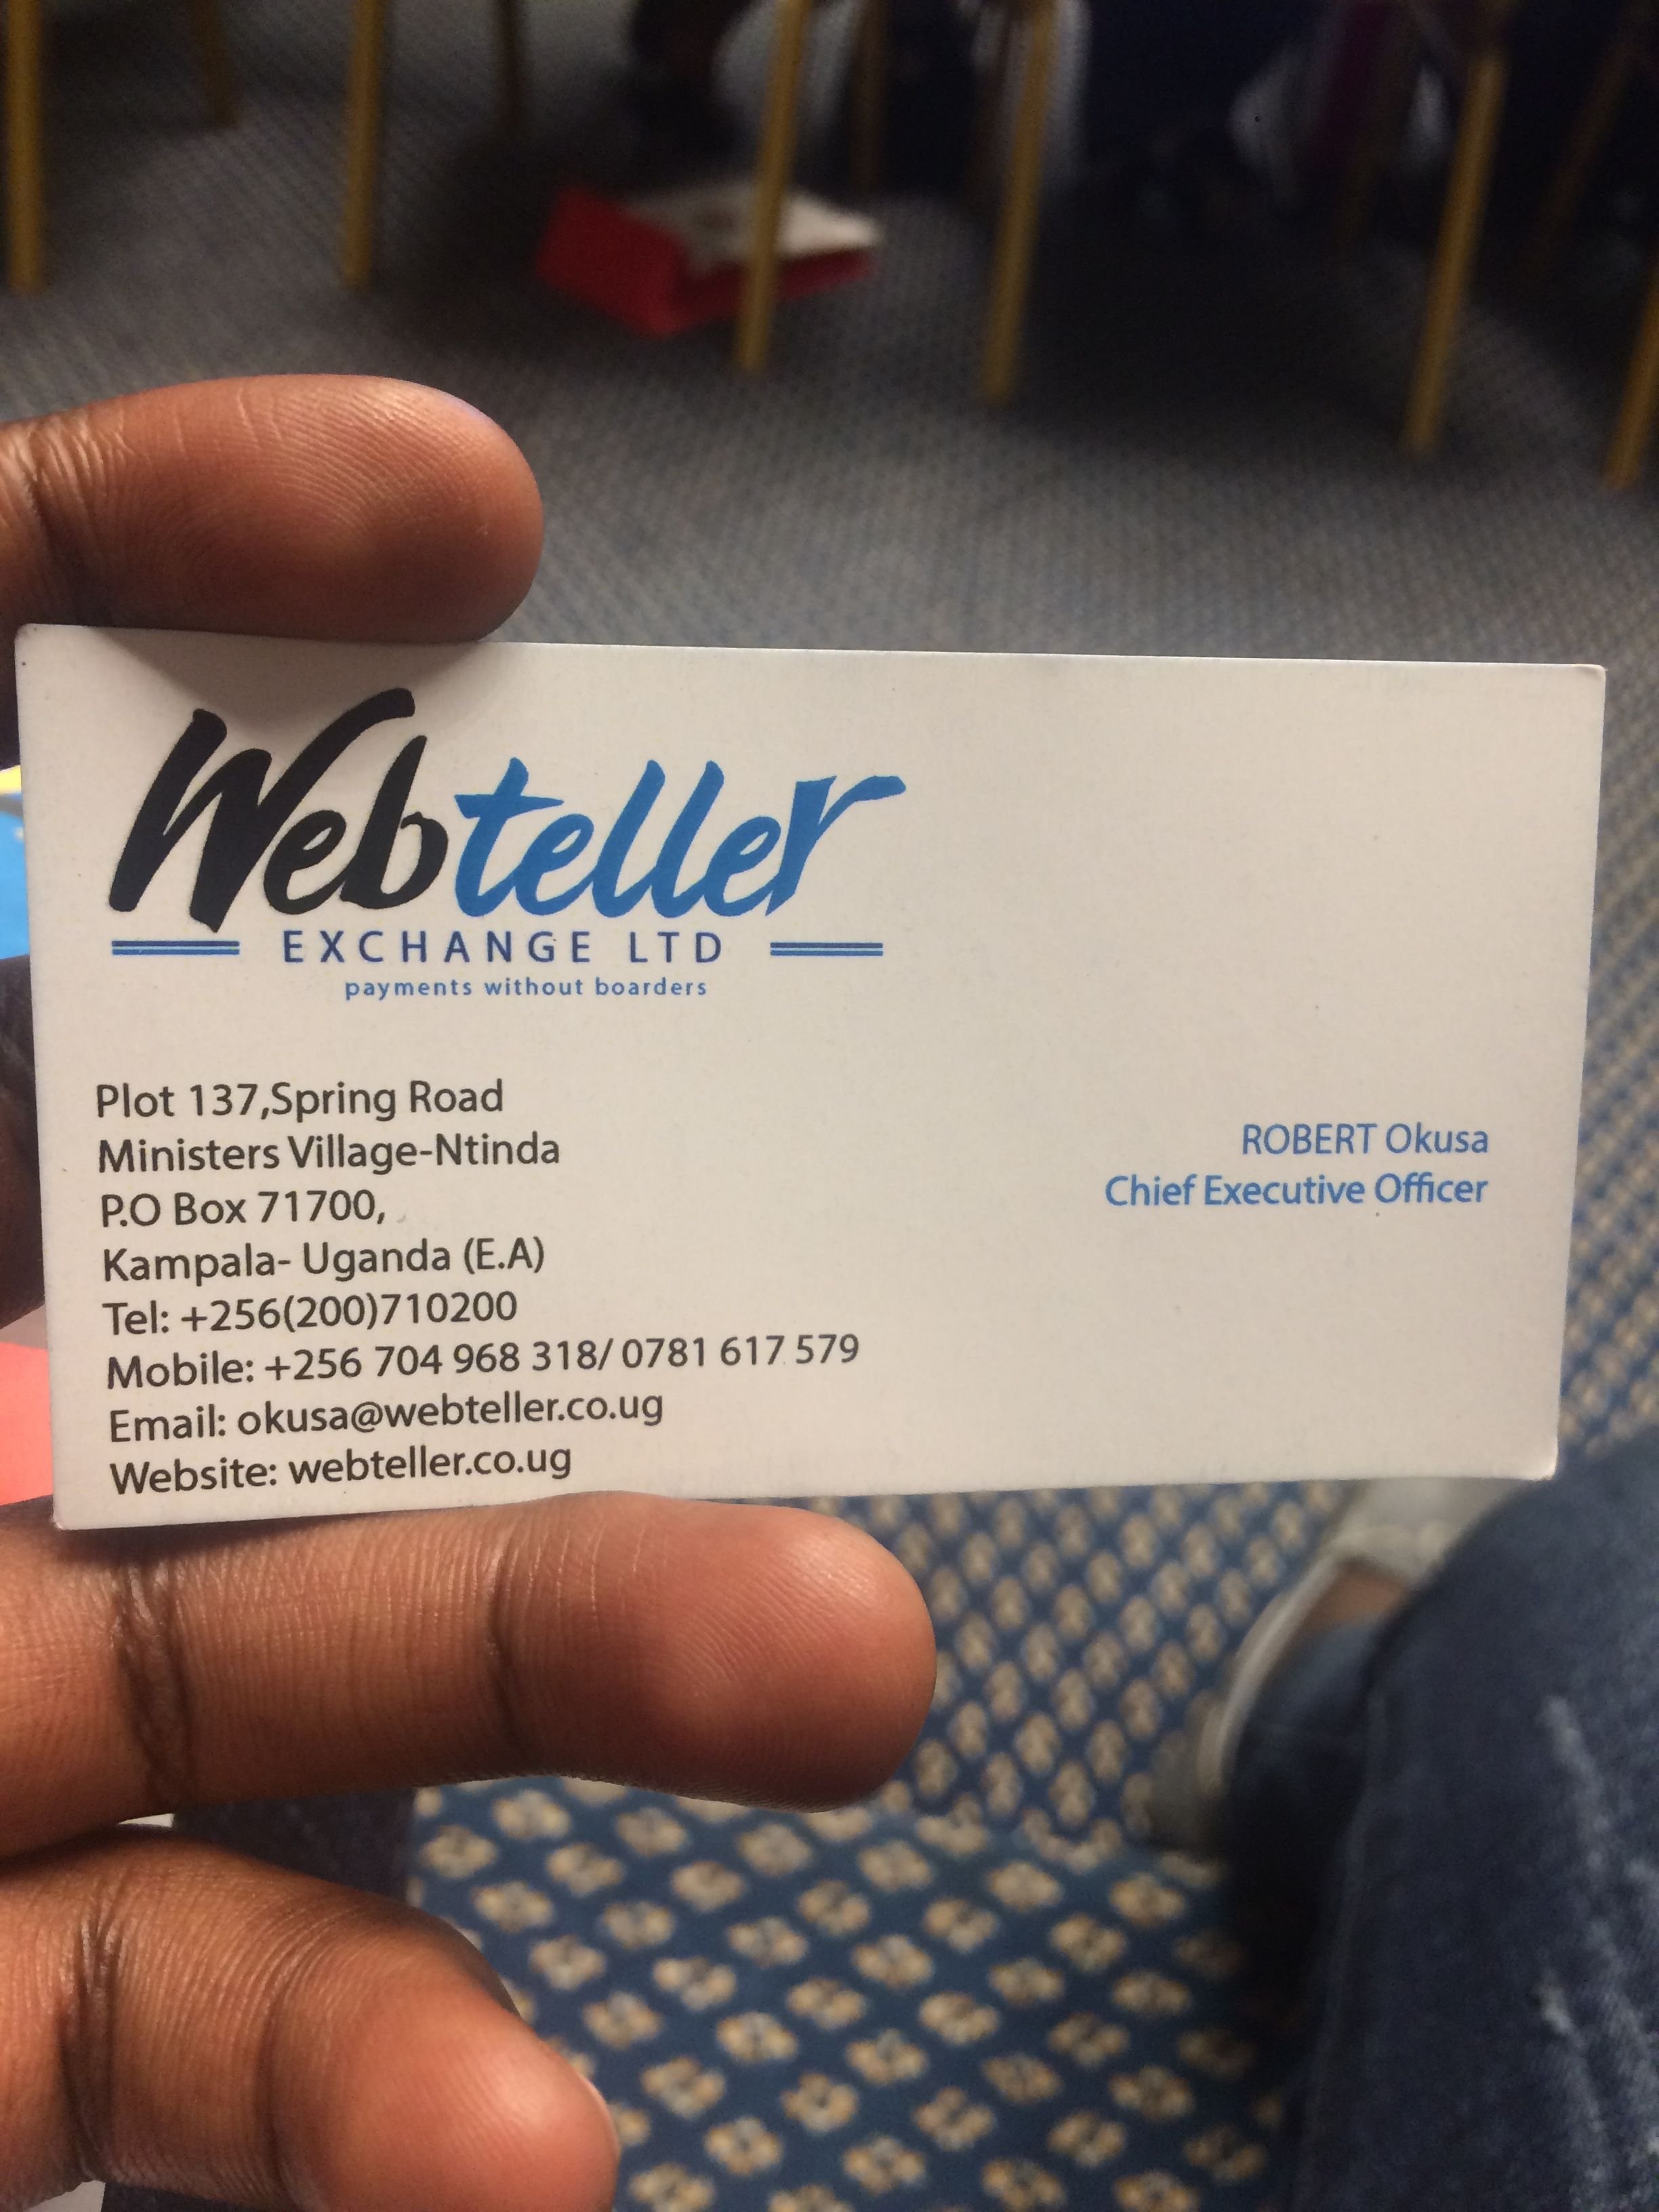 Webteller
EXCHANGE LTD
payments without boarders
Plot 137,Spring Road
Ministers Village-Ntinda
P.O Box 71700,
Kampala- Uganda (E.A)
Tel: +256(200)710200
Mobile: +256 704 968 318/ 0781 617 579
Email: okusa@webteller.co.ug
Website: webteller.co.ug
ROBERT Okusa
Chief Executive Officer